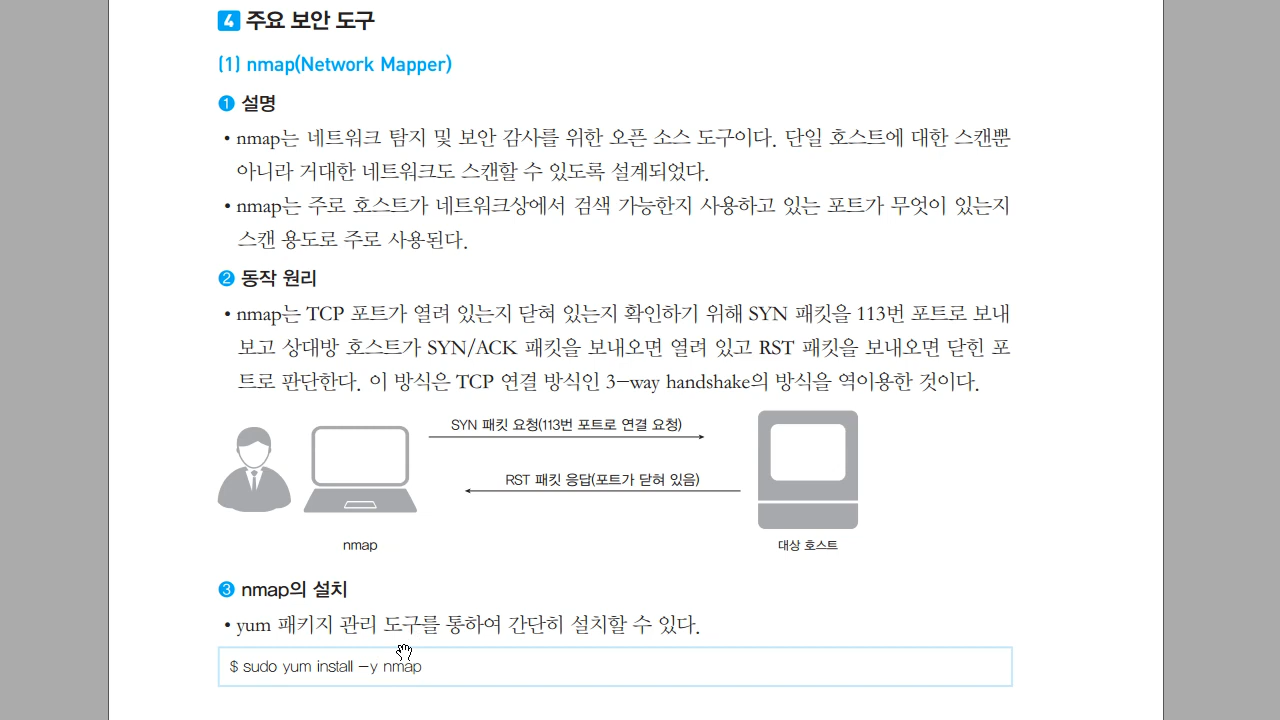 4 주요 보안 도구
(1) nmap(Network Mapper)
1 설명
• nmap는 네트워크 탐지 및 보안 감사를 위한 오픈 소스 도구이다. 단일 호스트에 대한 스캔뿐
아니라 거대한 네트워크도 스캔할 수 있도록 설계되었다.
• nmap는 주로 호스트가 네트워크상에서 검색 가능한지 사용하고 있는 포트가 무엇이 있는지
스캔 용도로 주로 사용된다.
2 동작 원리
• nmap는 TCP 포트가 열려 있는지 닫혀 있는지 확인하기 위해 SYN 패킷을 113번 포트로 보내
보고 상대방 호스트가 SYN/ACK 패킷을 보내오면 열려 있고 RST 패킷을 보내오면 닫힌 포
트로 판단한다. 이 방식은 TCP 연결 방식인 3-way handshake의 방식을 역이용한 것이다.
SYN 패킷 요청(113번 포트로 연결 요청)
RST 패킷 응답(포트가 닫혀 있음)
nmap
대상 호스트
3 nmap의 설치
• yum 패키지 관리 도구를 통하여 간단히 설치할 수 있다.
$ sudo yum install -y nmap